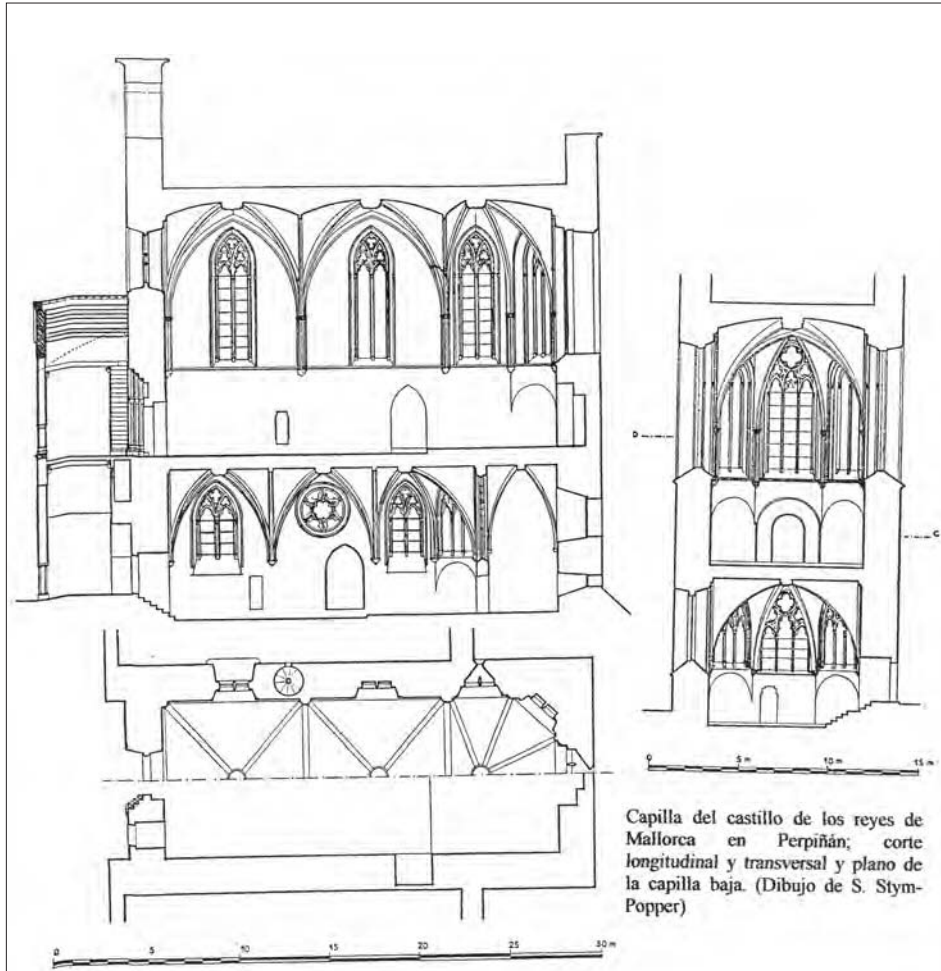 D
C
0 5 m 10 m 15 m
Capilla del castillo de los reyes de
Mallorca en Perpiñán; corte
longitudinal y transversal y plano de
la capilla baja. (Dibujo de S. Stym-
Popper)
0 5 10 15 20 25 30 m